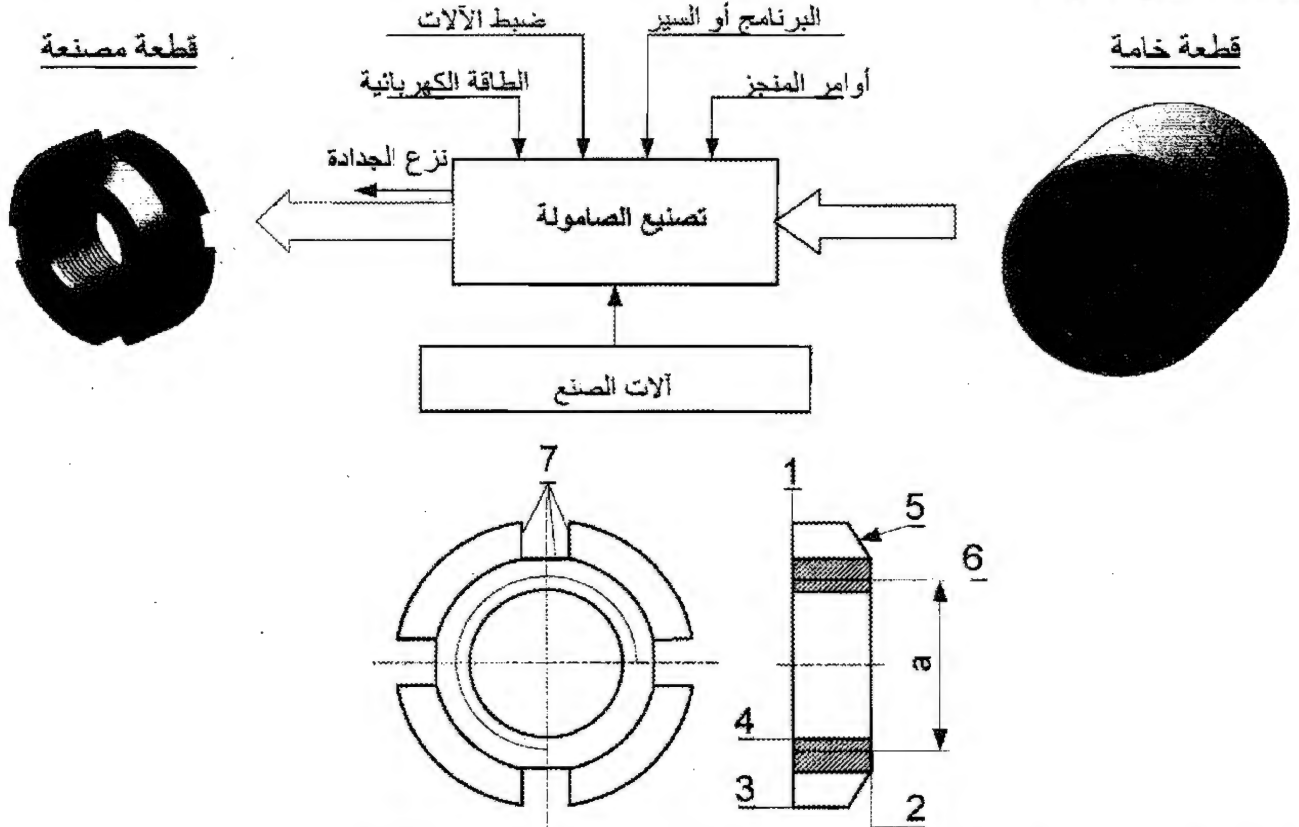 ضبط الآلات
البرنامج أو السير
قطعة خامة
قطعة مصنعة
الطاقة الكهربائية
أوامر المنجز
نزع الجدادة
تصنيع الصامولة
آلات الصنع
7
1
5
6
a
4
3
2